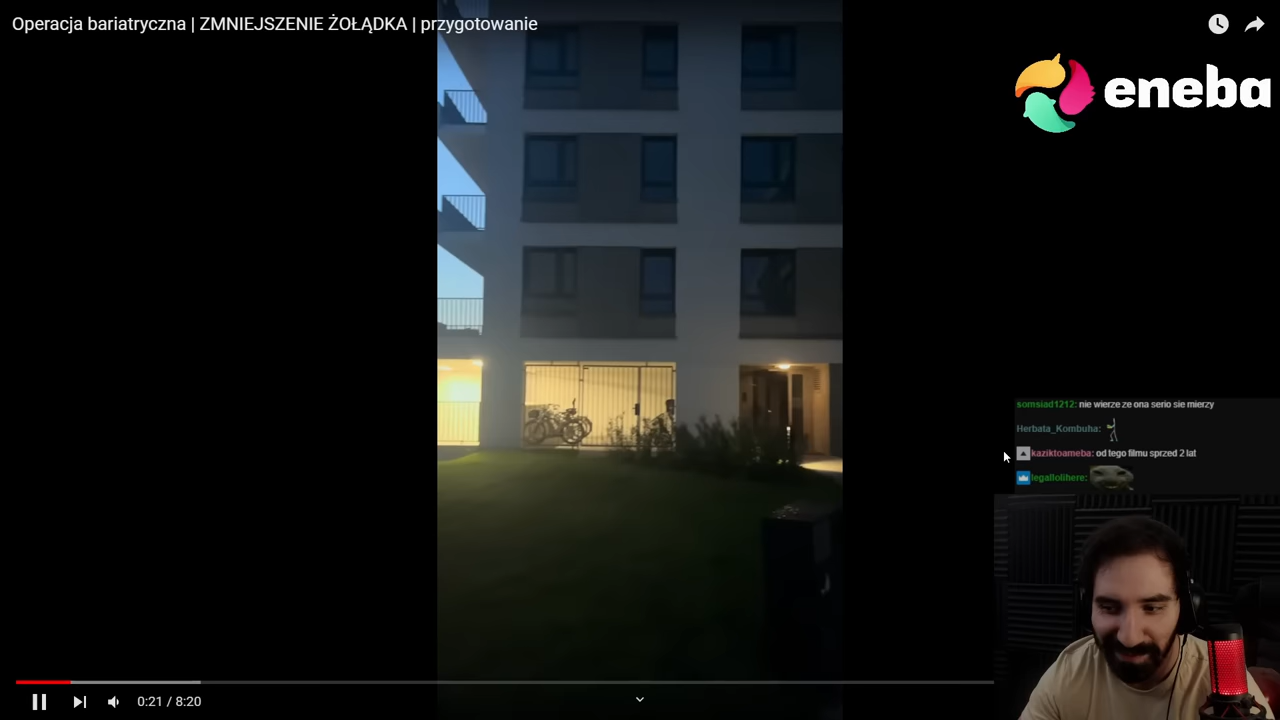 Operacja bariatryczna | ZMNIEJSZENIE ŻOŁĄDKA | przygotowanie
eneba
somsiad1212: nie wierze ze ona serio sie mierzy
Herbata_Kombuha:
kaziktoameba: od tego filmu sprzed 2 lat
legallolihere:
0:21 / 8:20